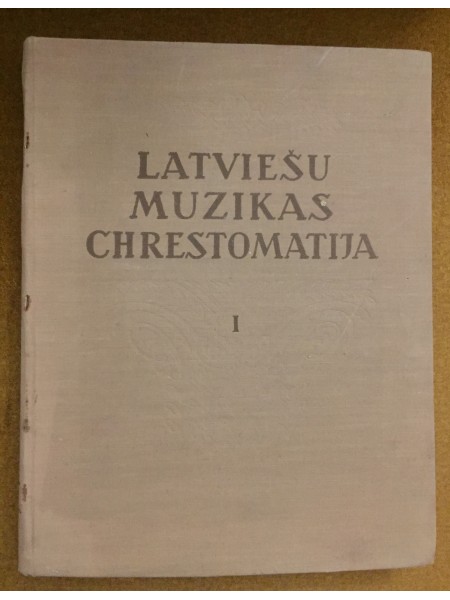 LATVIEŠU
MUZIKAS
CHRESTOMATIJA
I